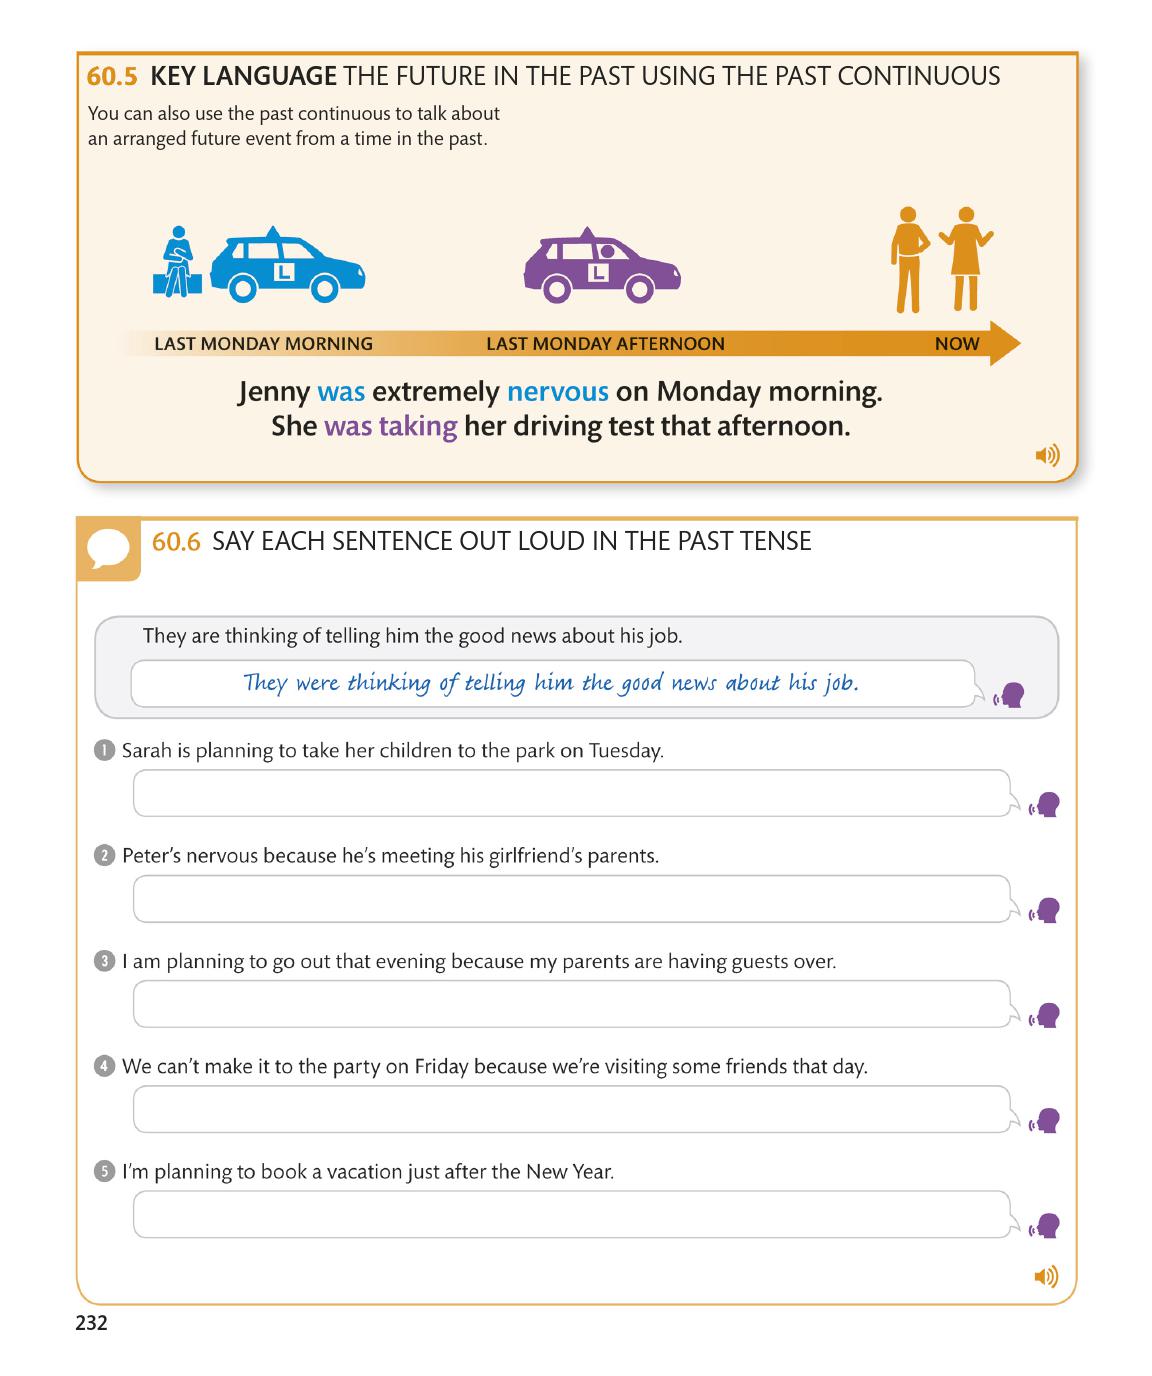 60.5 KEY LANGUAGE THE FUTURE IN THE PAST USING THE PAST CONTINUOUS
You can also use the past continuous to talk about
an arranged future event from a time in the past.
L
L
LAST MONDAY MORNING LAST MONDAY AFTERNOON NOW
Jenny was extremely nervous on Monday morning.
She was taking her driving test that afternoon.
60.6 SAY EACH SENTENCE OUT LOUD IN THE PAST TENSE
They are thinking of telling him the good news about his job.
They were thinking of telling him the good news about his job.
1 Sarah is planning to take her children to the park on Tuesday.
2 Peter’s nervous because he’s meeting his girlfriend’s parents.
3 I am planning to go out that evening because my parents are having guests over.
4 We can’t make it to the party on Friday because we’re visiting some friends that day.
5 I’m planning to book a vacation just after the New Year.
232